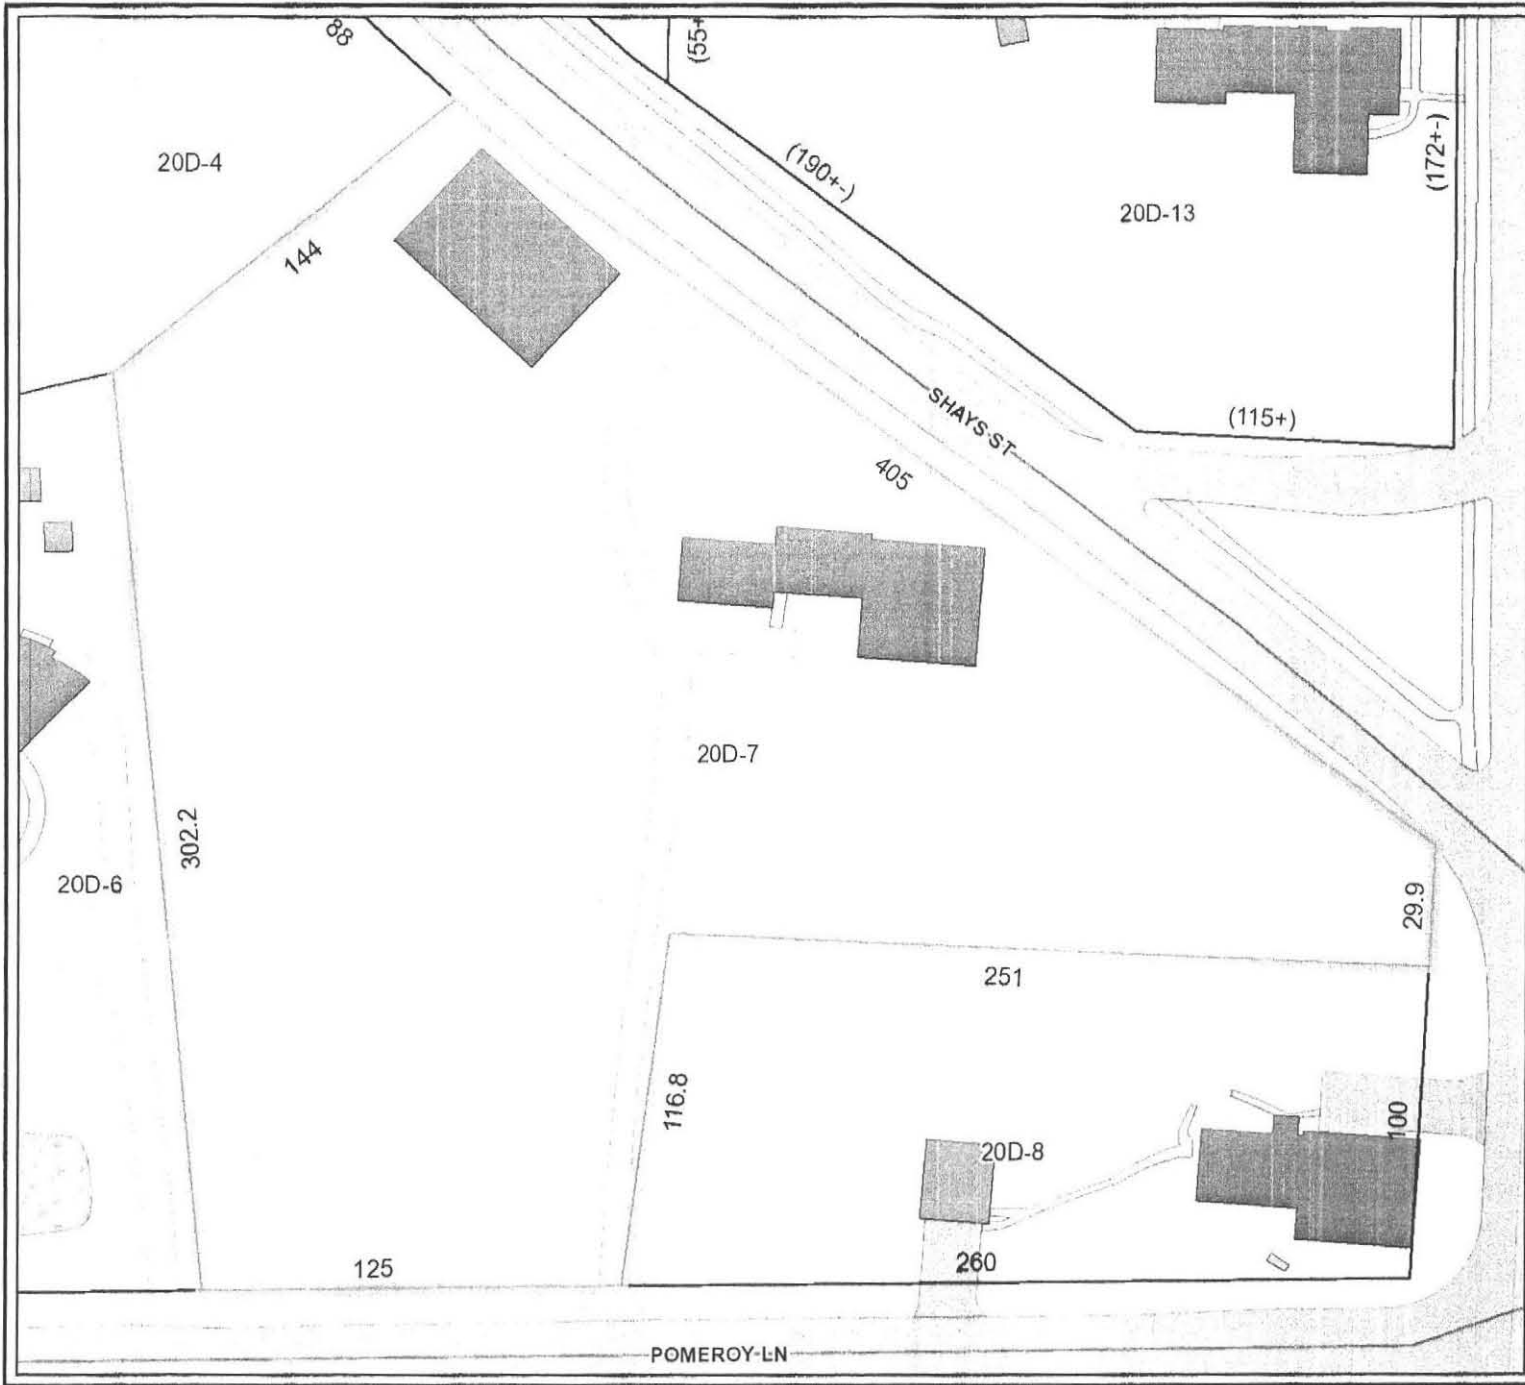 88
(55+
20D-4
(190+-)
(172+-)
20D-13
144
(115+)
SHAYS-ST
405
20D-7
302.2
20D-6
29.9
251
116.8
100
20D-8
260
125
POMEROY-LN